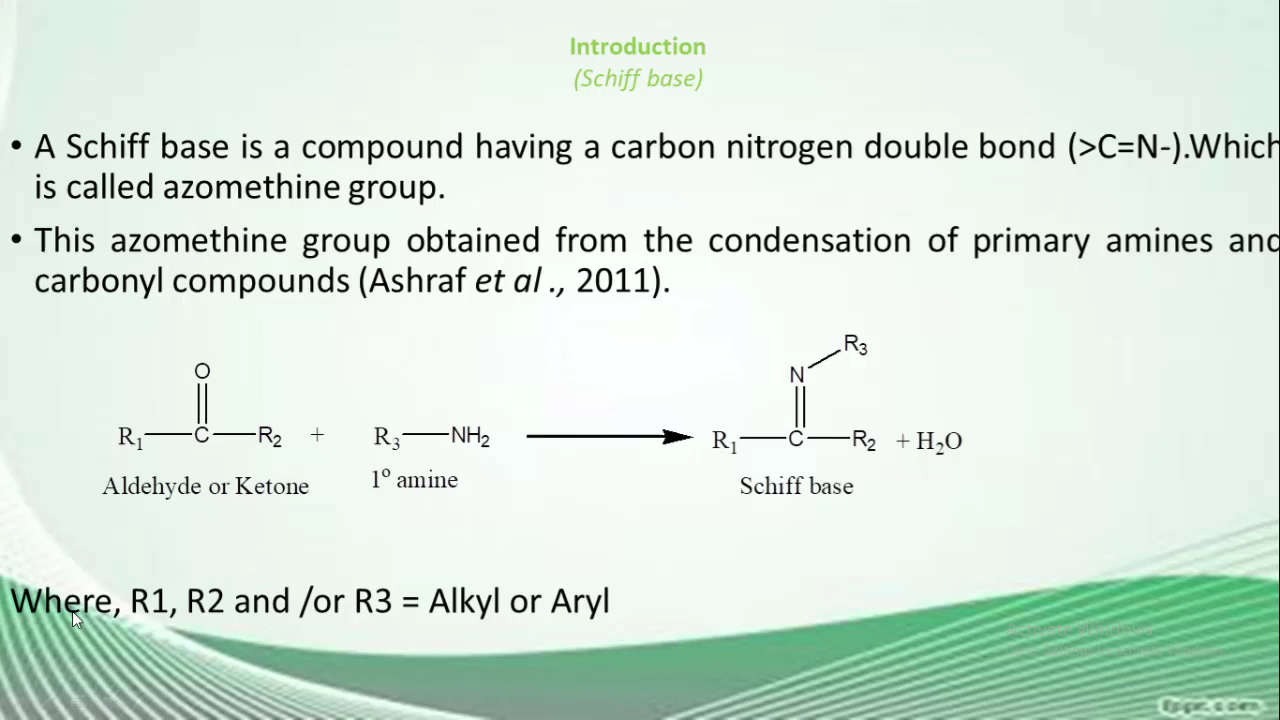 Introduction
(Schiff base)
• A Schiff base is a compound having a carbon nitrogen double bond (>C=N-).Which
is called azomethine group.
• This azomethine group obtained from the condensation of primary amines and
carbonyl compounds (Ashraf et al ., 2011).
O
R1 C R2 + R3 NH2
Aldehyde or Ketone 1º amine
N R3
R1 C R2 + H2O
Schiff base
Where, R1, R2 and /or R3 = Alkyl or Aryl